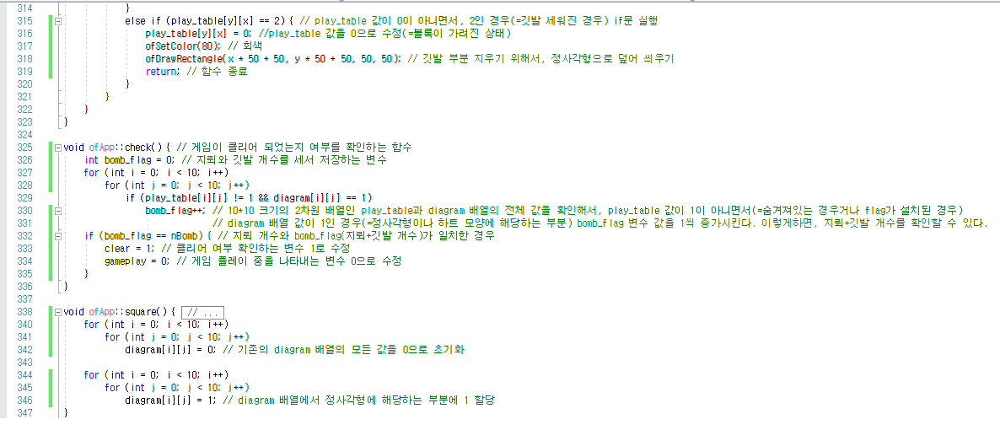 314 }
315 else if (play_table[y][x] == 2) { // play_table 값이 0이 아니면서, 2인 경우(=깃발 세워진 경우) if문 실행
316 play_table[y][x] = 0; //play_table 값을 0으로 수정(=블록이 가려진 상태)
317 ofSetColor(80); // 회색
318 ofDrawRectangle(x * 50 + 50, y * 50 + 50, 50, 50); // 깃발 부분 지우기 위해서, 정사각형으로 덮어 씌우기
319 return; // 함수 종료
320 }
321 }
322 }
323 }
324
325 void ofApp::check() { // 게임이 클리어 되었는지 여부를 확인하는 함수
326 int bomb_flag = 0; // 지뢰와 깃발 개수를 세서 저장하는 변수
327 for (int i = 0; i < 10; i++)
328 for (int j = 0; j < 10; j++)
329 if (play_table[i][j] != 1 && diagram[i][j] == 1)
330 bomb_flag++; // 10*10 크기의 2차원 배열인 play_table과 diagram 배열의 전체 값을 확인해서, play_table 값이 1이 아니면서(=숨겨져있는 경우거나 flag가 설치된 경우)
331 // diagram 배열 값이 1인 경우(=정사각형이나 하트 모양에 해당하는 부분) bomb_flag 변수 값을 1씩 증가시킨다. 이렇게하면, 지뢰+깃발 개수를 확인할 수 있다.
332 if (bomb_flag == nBomb) { // 지뢰 개수와 bomb_flag(지뢰+깃발 개수)가 일치한 경우
333 clear = 1; // 클리어 여부 확인하는 변수 1로 수정
334 gameplay = 0; // 게임 플레이 중을 나타내는 변수 0으로 수정
335 }
336 }
337
338 void ofApp::square() { // ...
340 for (int i = 0; i < 10; i++)
341 for (int j = 0; j < 10; j++)
342 diagram[i][j] = 0; // 기존의 diagram 배열의 모든 값을 0으로 초기화
343
344 for (int i = 0; i < 10; i++)
345 for (int j = 0; j < 10; j++)
346 diagram[i][j] = 1; // diagram 배열에서 정사각형에 해당하는 부분에 1 할당
347 }